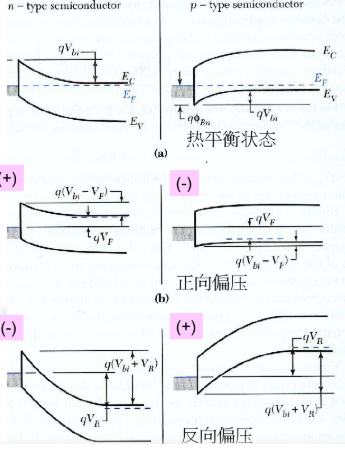 n – type semiconductor
p – type semiconductor
qV_bi
E_C
E_F
E_V
E_C
E_F
E_V
qϕ_Bn
qV_bi
(a)
热平衡状态
(+)
q(V_bi – V_F)
qV_F
(-)
qV_F
q(V_bi – V_F)
(b)
正向偏压
(-)
q(V_bi + V_R)
qV_R
(+)
qV_R
q(V_bi + V_R)
反向偏压